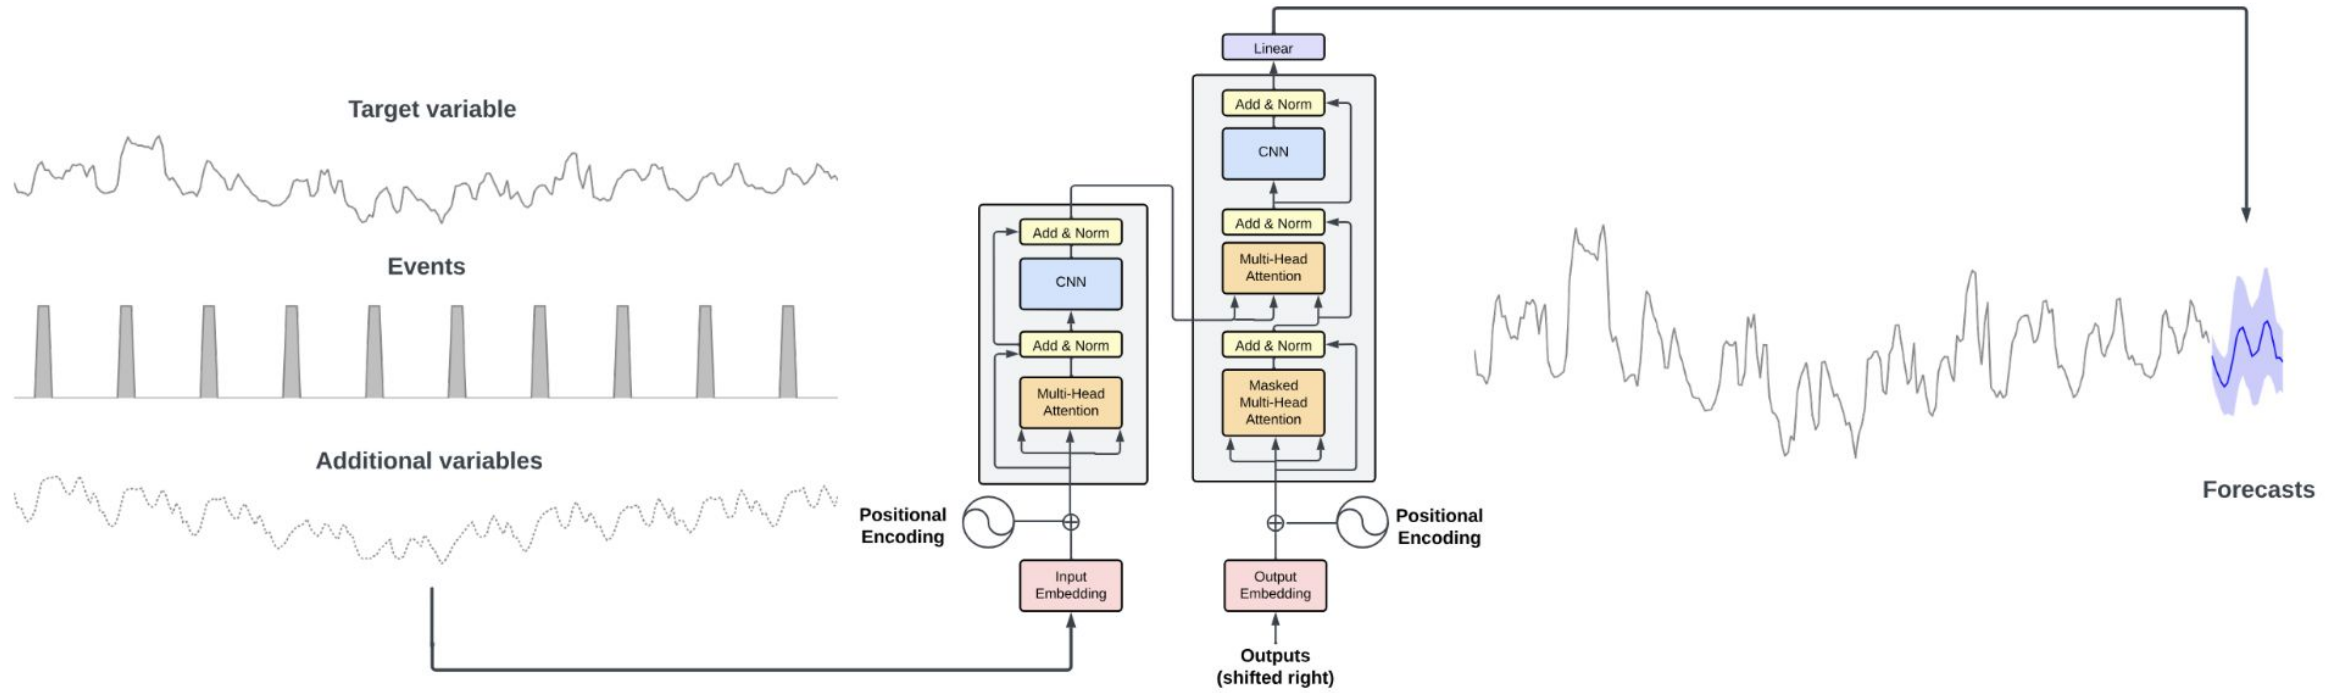 Target variable
Events
Additional variables
Add & Norm
CNN
Add & Norm
Multi-Head
Attention
Positional
Encoding
Input
Embedding
Linear
Add & Norm
CNN
Add & Norm
Multi-Head
Attention
Add & Norm
Masked
Multi-Head
Attention
Positional
Encoding
Output
Embedding
Outputs
(shifted right)
Forecasts